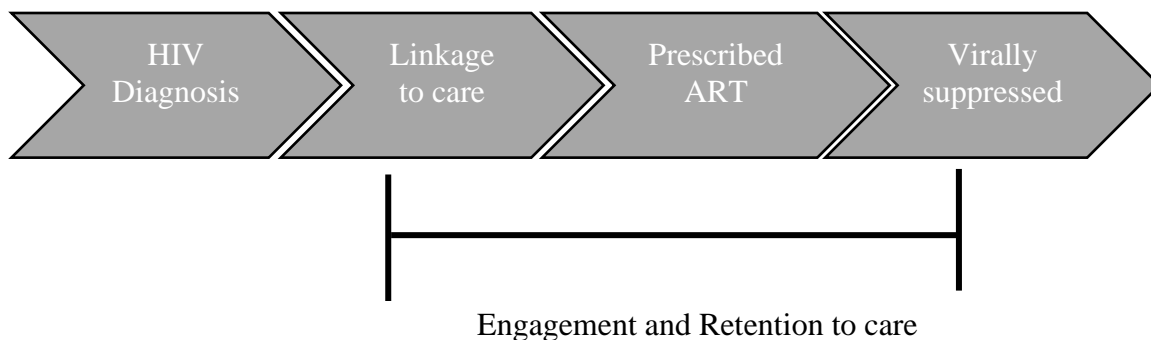 HIV
Diagnosis
Linkage
to care
Prescribed
ART
Virally
suppressed
Engagement and Retention to care